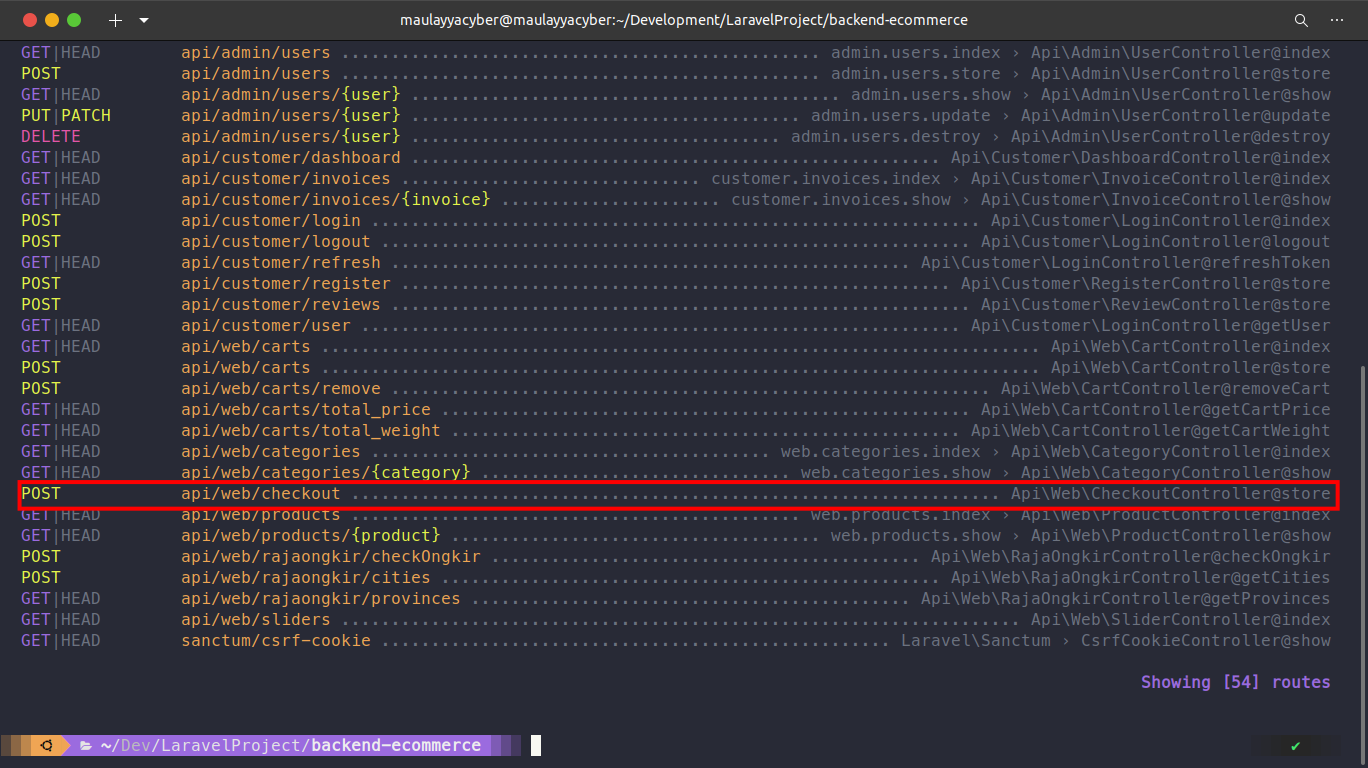 maulayyacyber@maulayyacyber:~/Development/LaravelProject/backend-ecommerce
GET|HEAD api/admin/users ................................................ admin.users.index › Api\Admin\UserController@index
POST api/admin/users ................................................ admin.users.store › Api\Admin\UserController@store
GET|HEAD api/admin/users/{user} ........................................... admin.users.show › Api\Admin\UserController@show
PUT|PATCH api/admin/users/{user} ....................................... admin.users.update › Api\Admin\UserController@update
DELETE api/admin/users/{user} ..................................... admin.users.destroy › Api\Admin\UserController@destroy
GET|HEAD api/customer/dashboard ..................................................... Api\Customer\DashboardController@index
GET|HEAD api/customer/invoices .............................. customer.invoices.index › Api\Customer\InvoiceController@index
GET|HEAD api/customer/invoices/{invoice} ...................... customer.invoices.show › Api\Customer\InvoiceController@show
POST api/customer/login ............................................................. Api\Customer\LoginController@index
POST api/customer/logout ........................................................... Api\Customer\LoginController@logout
GET|HEAD api/customer/refresh .................................................... Api\Customer\LoginController@refreshToken
POST api/customer/register ....................................................... Api\Customer\RegisterController@store
POST api/customer/reviews .......................................................... Api\Customer\ReviewController@store
GET|HEAD api/customer/user ............................................................ Api\Customer\LoginController@getUser
GET|HEAD api/web/carts ........................................................................ Api\Web\CartController@index
POST api/web/carts ........................................................................ Api\Web\CartController@store
POST api/web/carts/remove ............................................................ Api\Web\CartController@removeCart
GET|HEAD api/web/carts/total_price ..................................................... Api\Web\CartController@getCartPrice
GET|HEAD api/web/carts/total_weight ................................................... Api\Web\CartController@getCartWeight
GET|HEAD api/web/categories ......................................... web.categories.index › Api\Web\CategoryController@index
GET|HEAD api/web/categories/{category} ............................... web.categories.show › Api\Web\CategoryController@show
POST api/web/checkout ................................................................. Api\Web\CheckoutController@store
GET|HEAD api/web/products .............................................. web.products.index › Api\Web\ProductController@index
GET|HEAD api/web/products/{product} ..................................... web.products.show › Api\Web\ProductController@show
POST api/web/rajaongkir/checkOngkir ........................................... Api\Web\RajaOngkirController@checkOngkir
POST api/web/rajaongkir/cities .................................................. Api\Web\RajaOngkirController@getCities
GET|HEAD api/web/rajaongkir/provinces ............................................ Api\Web\RajaOngkirController@getProvinces
GET|HEAD api/web/sliders .................................................................... Api\Web\SliderController@index
GET|HEAD sanctum/csrf-cookie ................................................... Laravel\Sanctum › CsrfCookieController@show
Showing [54] routes
~/Dev/LaravelProject/backend-ecommerce ✔